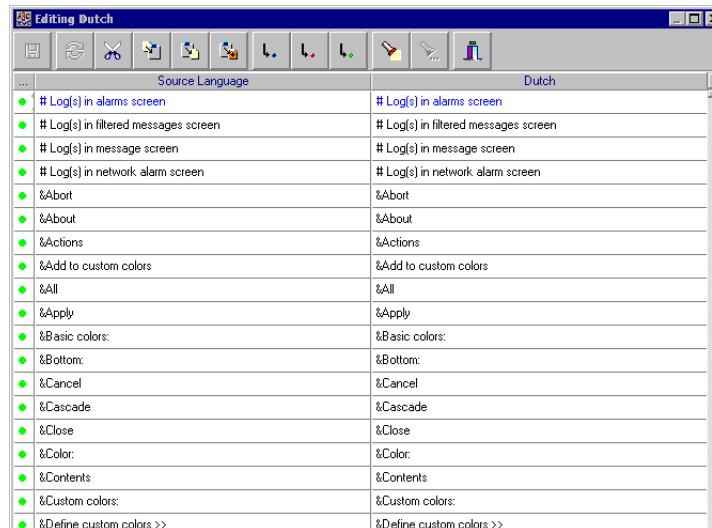 Editing Dutch
... Source Language Dutch
# Log(s) in alarms screen # Log(s) in alarms screen
# Log(s) in filtered messages screen # Log(s) in filtered messages screen
# Log(s) in message screen # Log(s) in message screen
# Log(s) in network alarm screen # Log(s) in network alarm screen
&Abort &Abort
&About &About
&Actions &Actions
&Add to custom colors &Add to custom colors
&All &All
&Apply &Apply
&Basic colors: &Basic colors:
&Bottom: &Bottom:
&Cancel &Cancel
&Cascade &Cascade
&Close &Close
&Color: &Color:
&Contents &Contents
&Custom colors: &Custom colors:
&Define custom colors >> &Define custom colors >>